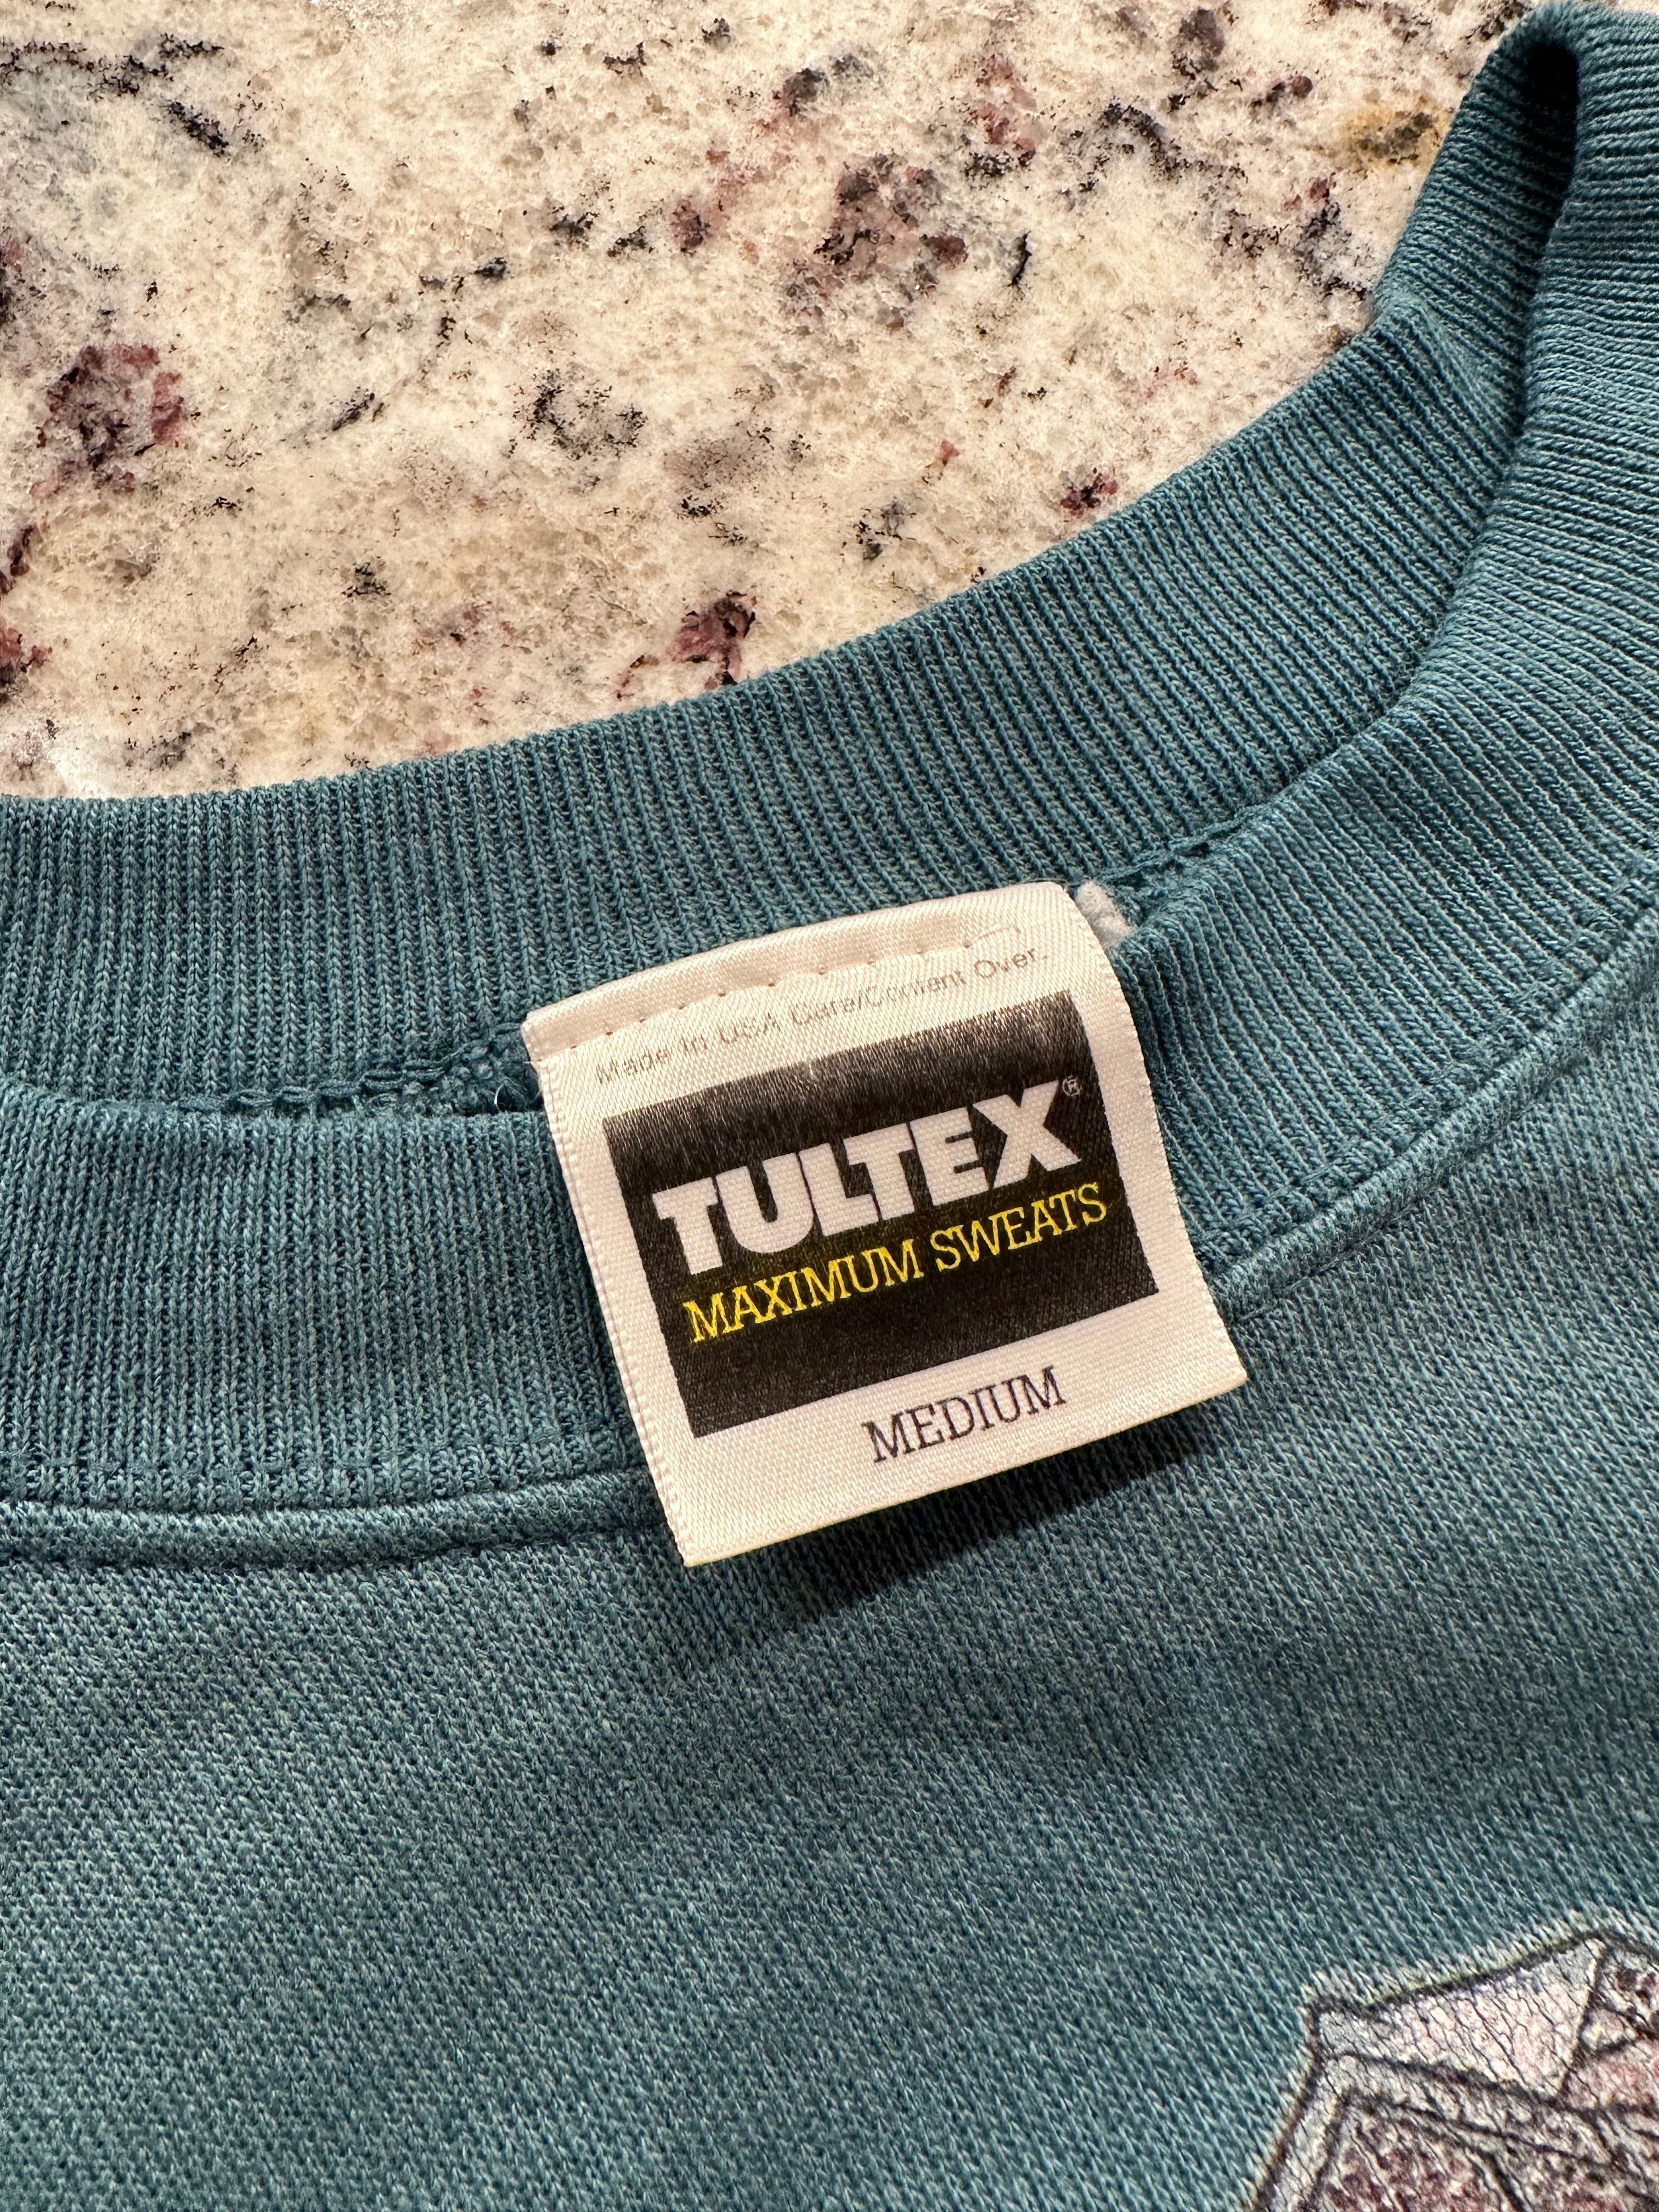 Made In USA Care/Content Over.
TULTEX®
MAXIMUM SWEATS
MEDIUM